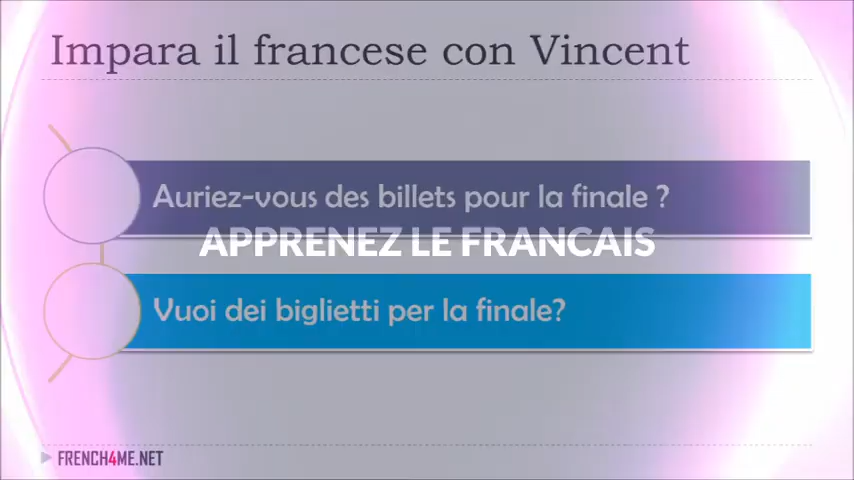 Impara il francese con Vincent
Auriez-vous des billets pour la finale ?
APPRENEZ LE FRANCAIS
Vuoi dei biglietti per la finale?
FRENCH4ME.NET